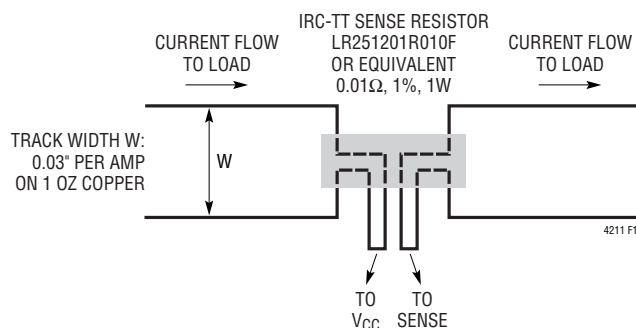 IRC-TT SENSE RESISTOR
LR251201R010F
OR EQUIVALENT
0.01Ω, 1%, 1W
CURRENT FLOW
TO LOAD
CURRENT FLOW
TO LOAD
TRACK WIDTH W:
0.03" PER AMP
ON 1 OZ COPPER
W
4211 F1
TO
VCC
TO
SENSE